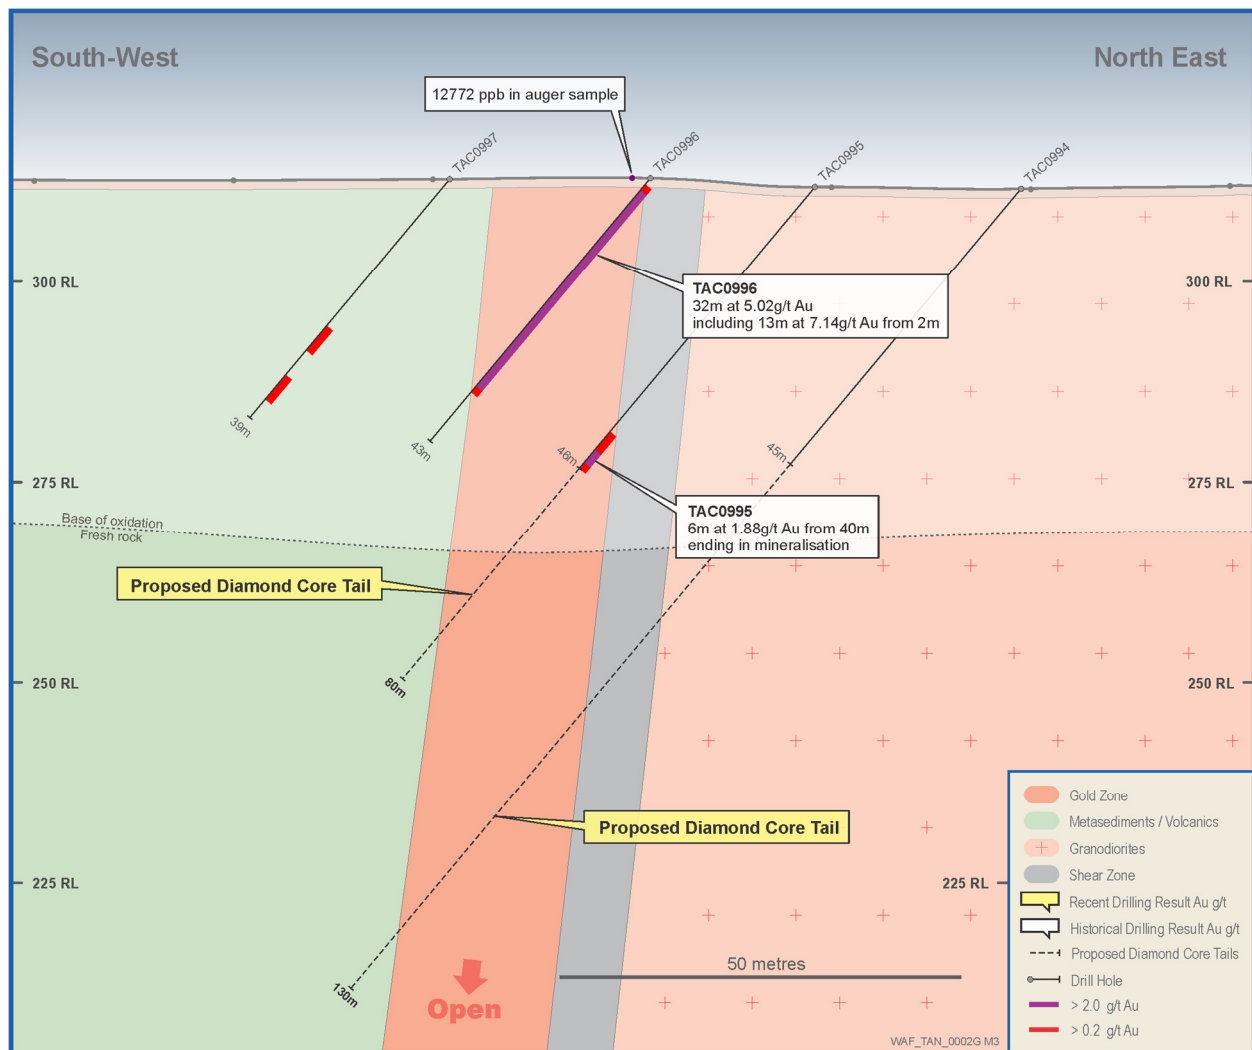 South-West
North East
12772 ppb in auger sample
TAC0997
TAC0996
TAC0995
TAC0994
300 RL
300 RL
TAC0996
32m at 5.02g/t Au
including 13m at 7.14g/t Au from 2m
39m
43m
46m
45m
275 RL
275 RL
TAC0995
6m at 1.88g/t Au from 40m
ending in mineralisation
Base of oxidation
Fresh rock
Proposed Diamond Core Tail
80m
250 RL
250 RL
Proposed Diamond Core Tail
225 RL
225 RL
130m
Open
50 metres
Gold Zone
Metasediments / Volcanics
Granodiorites
Shear Zone
Recent Drilling Result Au g/t
Historical Drilling Result Au g/t
Proposed Diamond Core Tails
Drill Hole
> 2.0 g/t Au
> 0.2 g/t Au
WAF_TAN_0002G M3